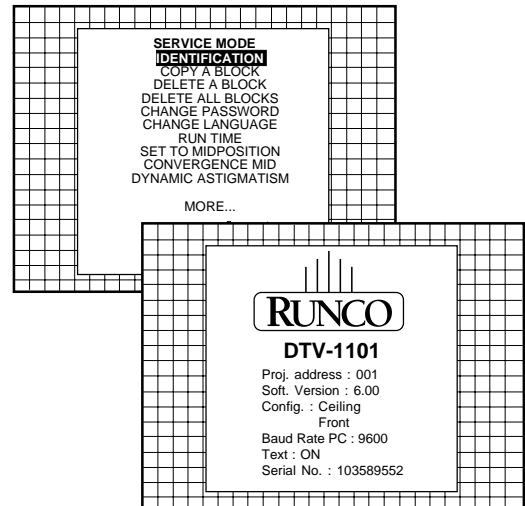 SERVICE MODE
IDENTIFICATION
COPY A BLOCK
DELETE A BLOCK
DELETE ALL BLOCKS
CHANGE PASSWORD
CHANGE LANGUAGE
RUN TIME
SET TO MIDPOSITION
CONVERGENCE MID
DYNAMIC ASTIGMATISM
MORE...
RUNCO
DTV-1101
Proj. address : 001
Soft. Version : 6.00
Config. : Ceiling
Front
Baud Rate PC : 9600
Text : ON
Serial No. : 103589552